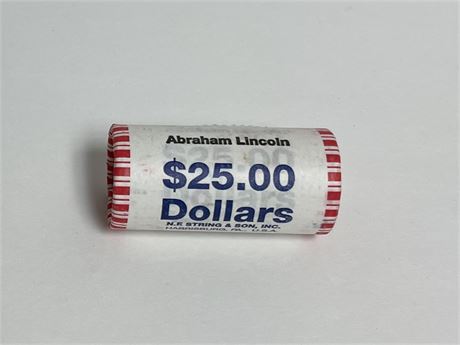 Abraham Lincoln
$25.00
Dollars
N.F. STRING & SON, INC.
HARRISBURG, PA., U.S.A.